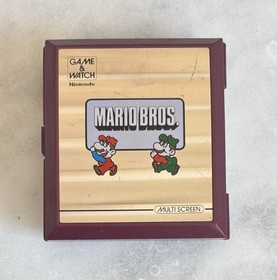 GAME
& WATCH
Nintendo
MARIO BROS.
MULTI SCREEN